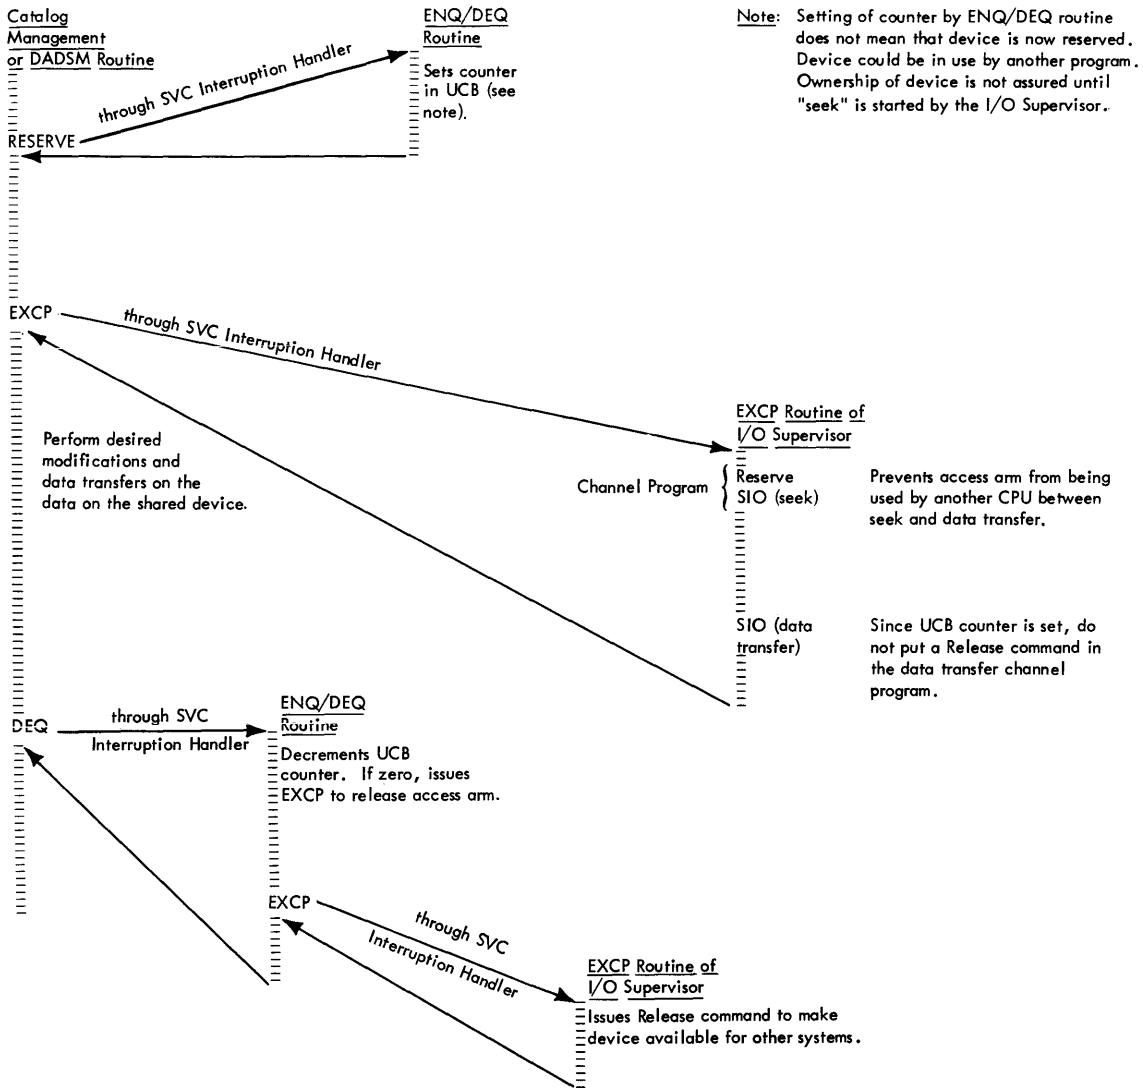 Catalog
Management
or DADSM Routine
ENQ/DEQ
Routine
Sets counter
in UCB (see
note).
Note: Setting of counter by ENQ/DEQ routine
does not mean that device is now reserved.
Device could be in use by another program.
Ownership of device is not assured until
"seek" is started by the I/O Supervisor.
through SVC Interruption Handler
RESERVE
EXCP
through SVC Interruption Handler
EXCP Routine of
I/O Supervisor
Perform desired
modifications and
data transfers on the
data on the shared device.
Channel Program { Reserve
SIO (seek)
Prevents access arm from being
used by another CPU between
seek and data transfer.
SIO (data
transfer)
Since UCB counter is set, do
not put a Release command in
the data transfer channel
program.
DEQ
through SVC
Interruption Handler
ENQ/DEQ
Routine
Decrements UCB
counter. If zero, issues
EXCP to release access arm.
EXCP
through SVC
Interruption Handler
EXCP Routine of
I/O Supervisor
Issues Release command to make
device available for other systems.